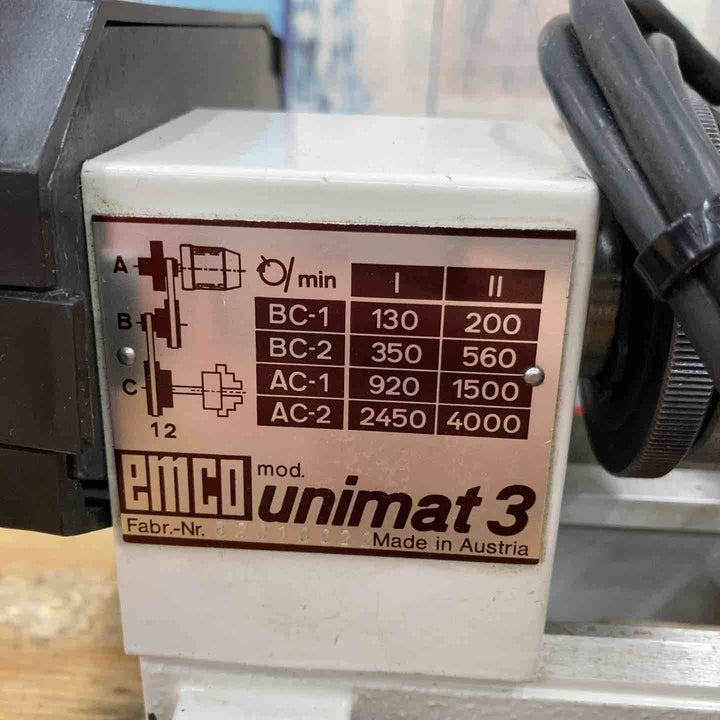 A
B
C
1 2
/min I II
BC-1 130 200
BC-2 350 560
AC-1 920 1500
AC-2 2450 4000
emco mod. unimat 3
Fabr.-Nr.
Made in Austria